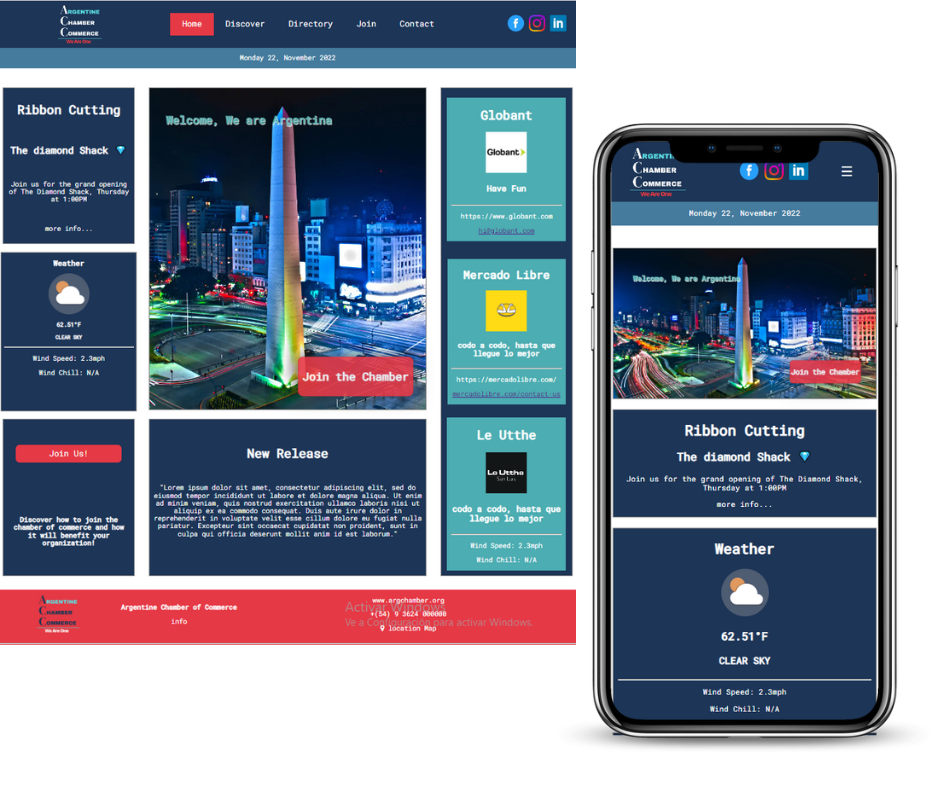 ARGENTINE
CHAMBER
COMMERCE
We Are One
Home
Discover
Directory
Join
Contact
Monday 22, November 2022
Ribbon Cutting
The diamond Shack
Join us for the grand opening
of The Diamond Shack, Thursday
at 1:00PM
more info...
Weather
62.51°F
CLEAR SKY
Wind Speed: 2.3mph
Wind Chill: N/A
Join Us!
Discover how to join the
chamber of commerce and how
it will benefit your
organization!
Welcome, We are Argentina
Join the Chamber
New Release
"Lorem ipsum dolor sit amet, consectetur adipiscing elit, sed do
eiusmod tempor incididunt ut labore et dolore magna aliqua. Ut enim
ad minim veniam, quis nostrud exercitation ullamco laboris nisi ut
aliquip ex ea commodo consequat. Duis aute irure dolor in
reprehenderit in voluptate velit esse cillum dolore eu fugiat nulla
pariatur. Excepteur sint occaecat cupidatat non proident, sunt in
culpa qui officia deserunt mollit anim id est laborum."
Globant
Globant
Have Fun
https://www.globant.com
hi@globant.com
Mercado Libre
codo a codo, hasta que
llegue lo mejor
https://mercadolibre.com/
mercadolibre.com/contact us
Le Utthe
Le Utthe
San Luis
codo a codo, hasta que
llegue lo mejor
Wind Speed: 2.3mph
Wind Chill: N/A
ARGENTINE
CHAMBER
COMMERCE
We Are One
Argentine Chamber of Commerce
info
www.argchamber.org
+(54) 9 3624 000000
location Map
Activar Windows
Ve a Configuración para activar Windows.
ARGENTI
CHAMBER
COMMERCE
We Are One
Monday 22, November 2022
Welcome, We are Argentina
Join the Chamber
Ribbon Cutting
The diamond Shack
Join us for the grand opening of The Diamond Shack,
Thursday at 1:00PM
more info...
Weather
62.51°F
CLEAR SKY
Wind Speed: 2.3mph
Wind Chill: N/A